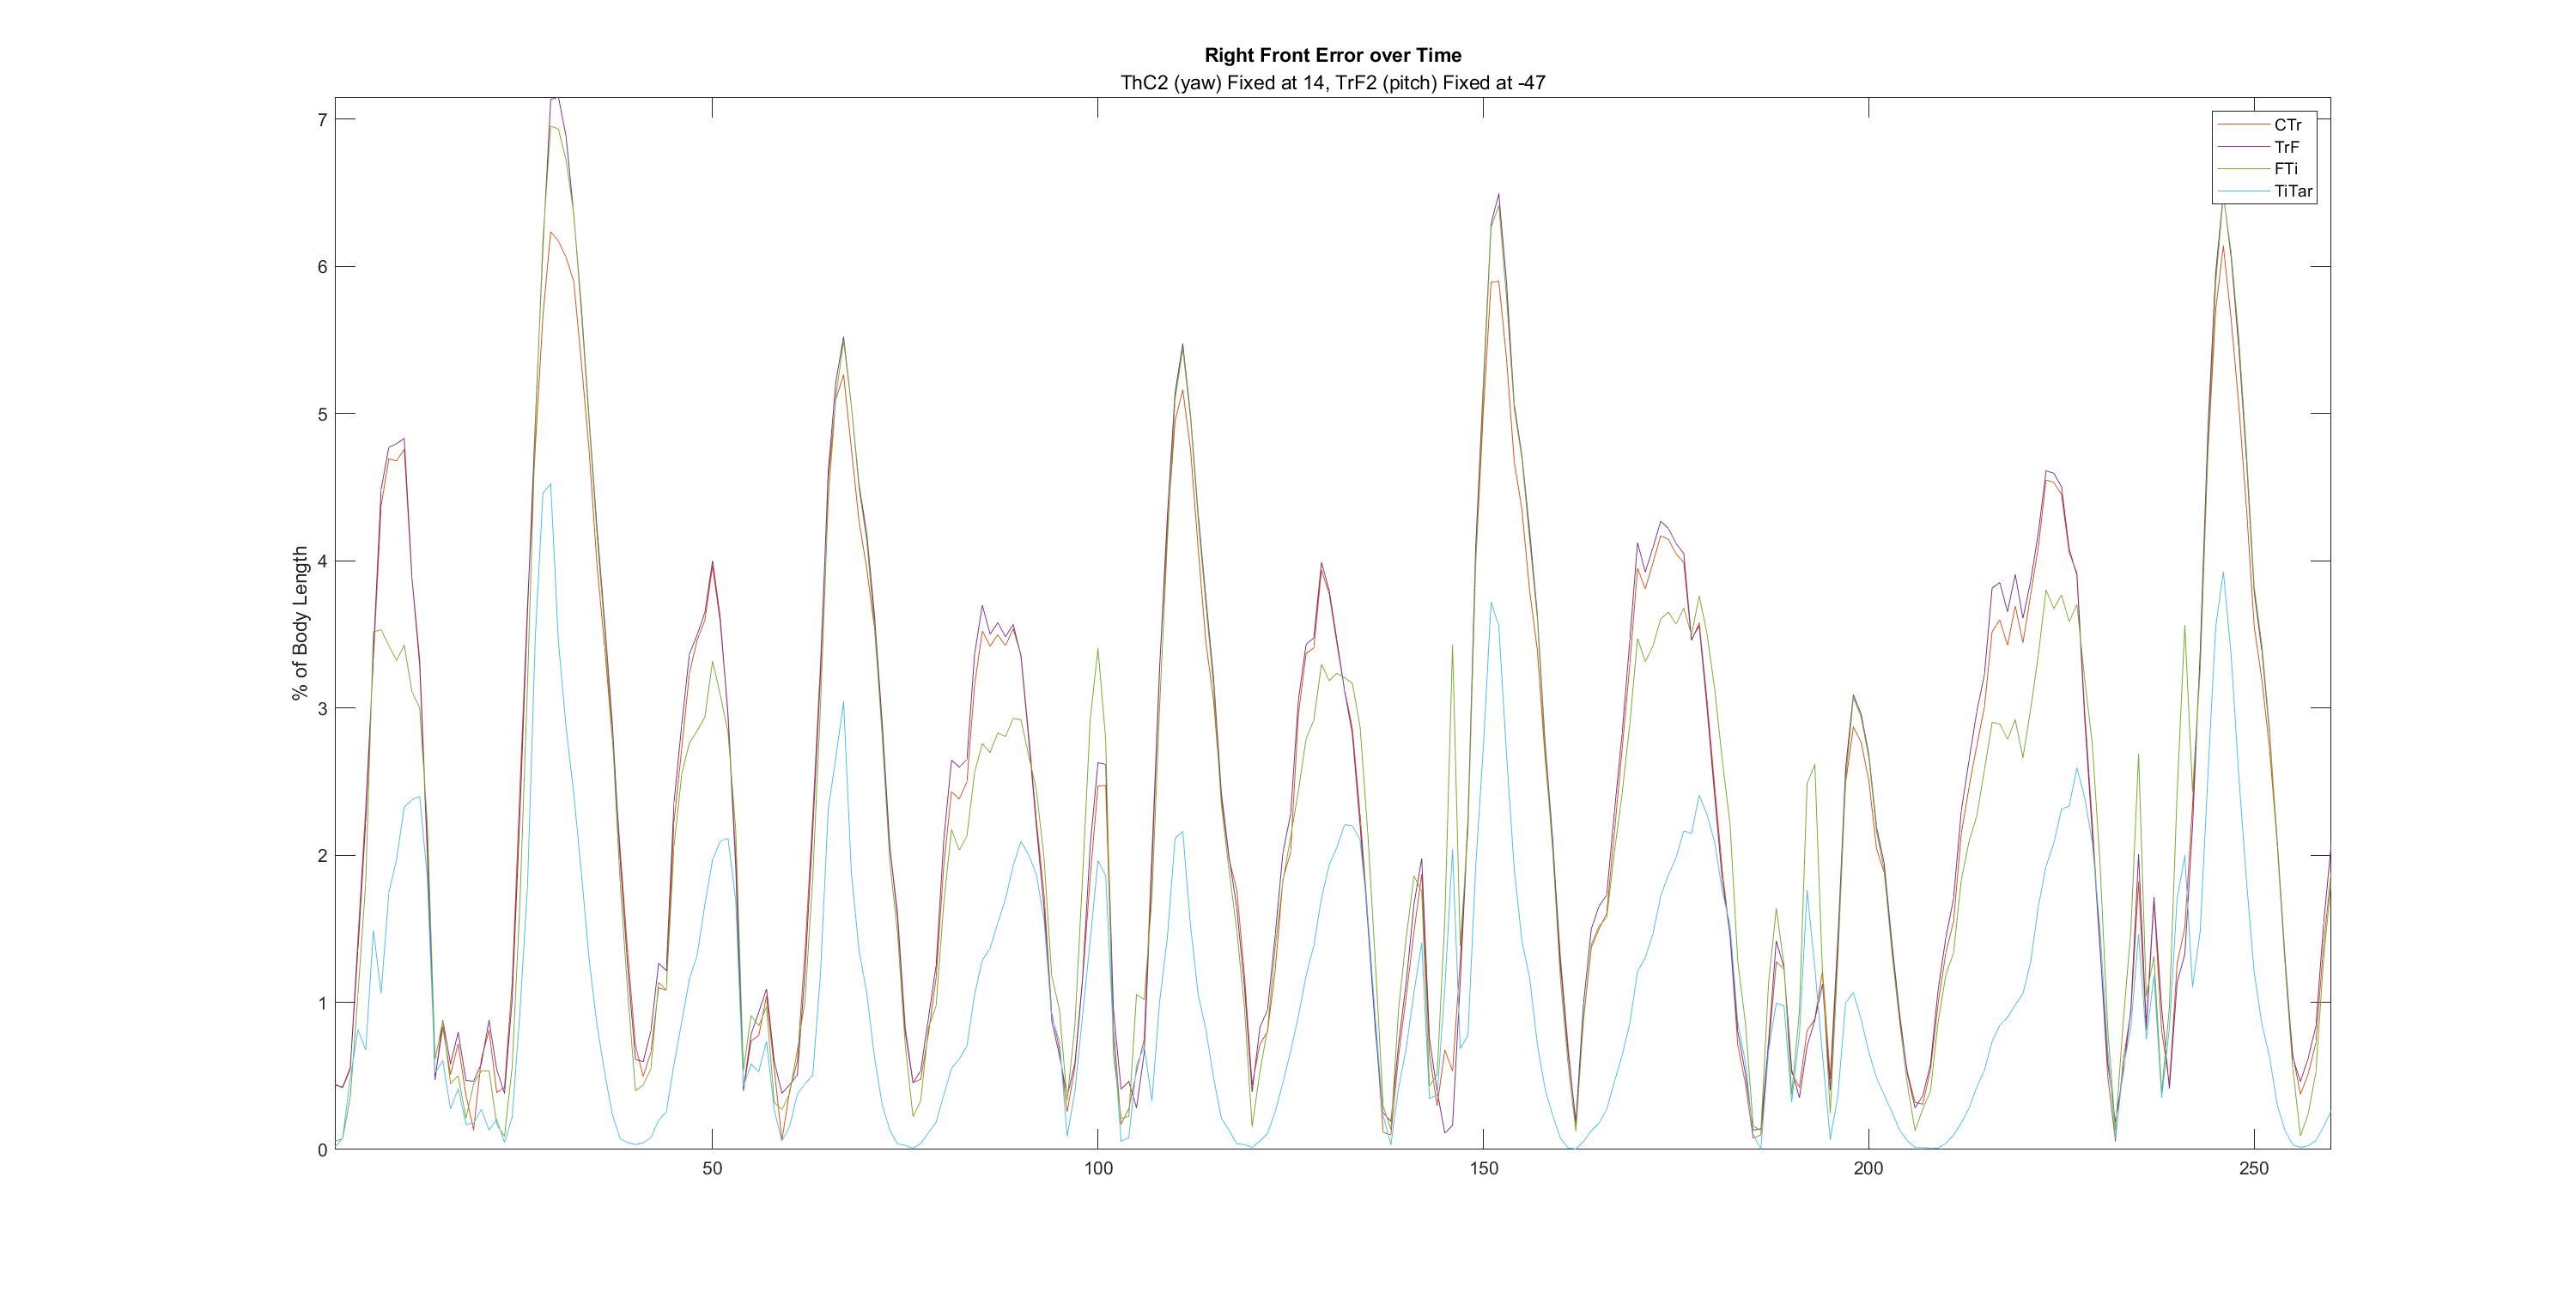 Right Front Error over Time
ThC2 (yaw) Fixed at 14, TrF2 (pitch) Fixed at -47
% of Body Length
7
6
5
4
3
2
1
0
50
100
150
200
250
CTr
TrF
FTi
TiTar